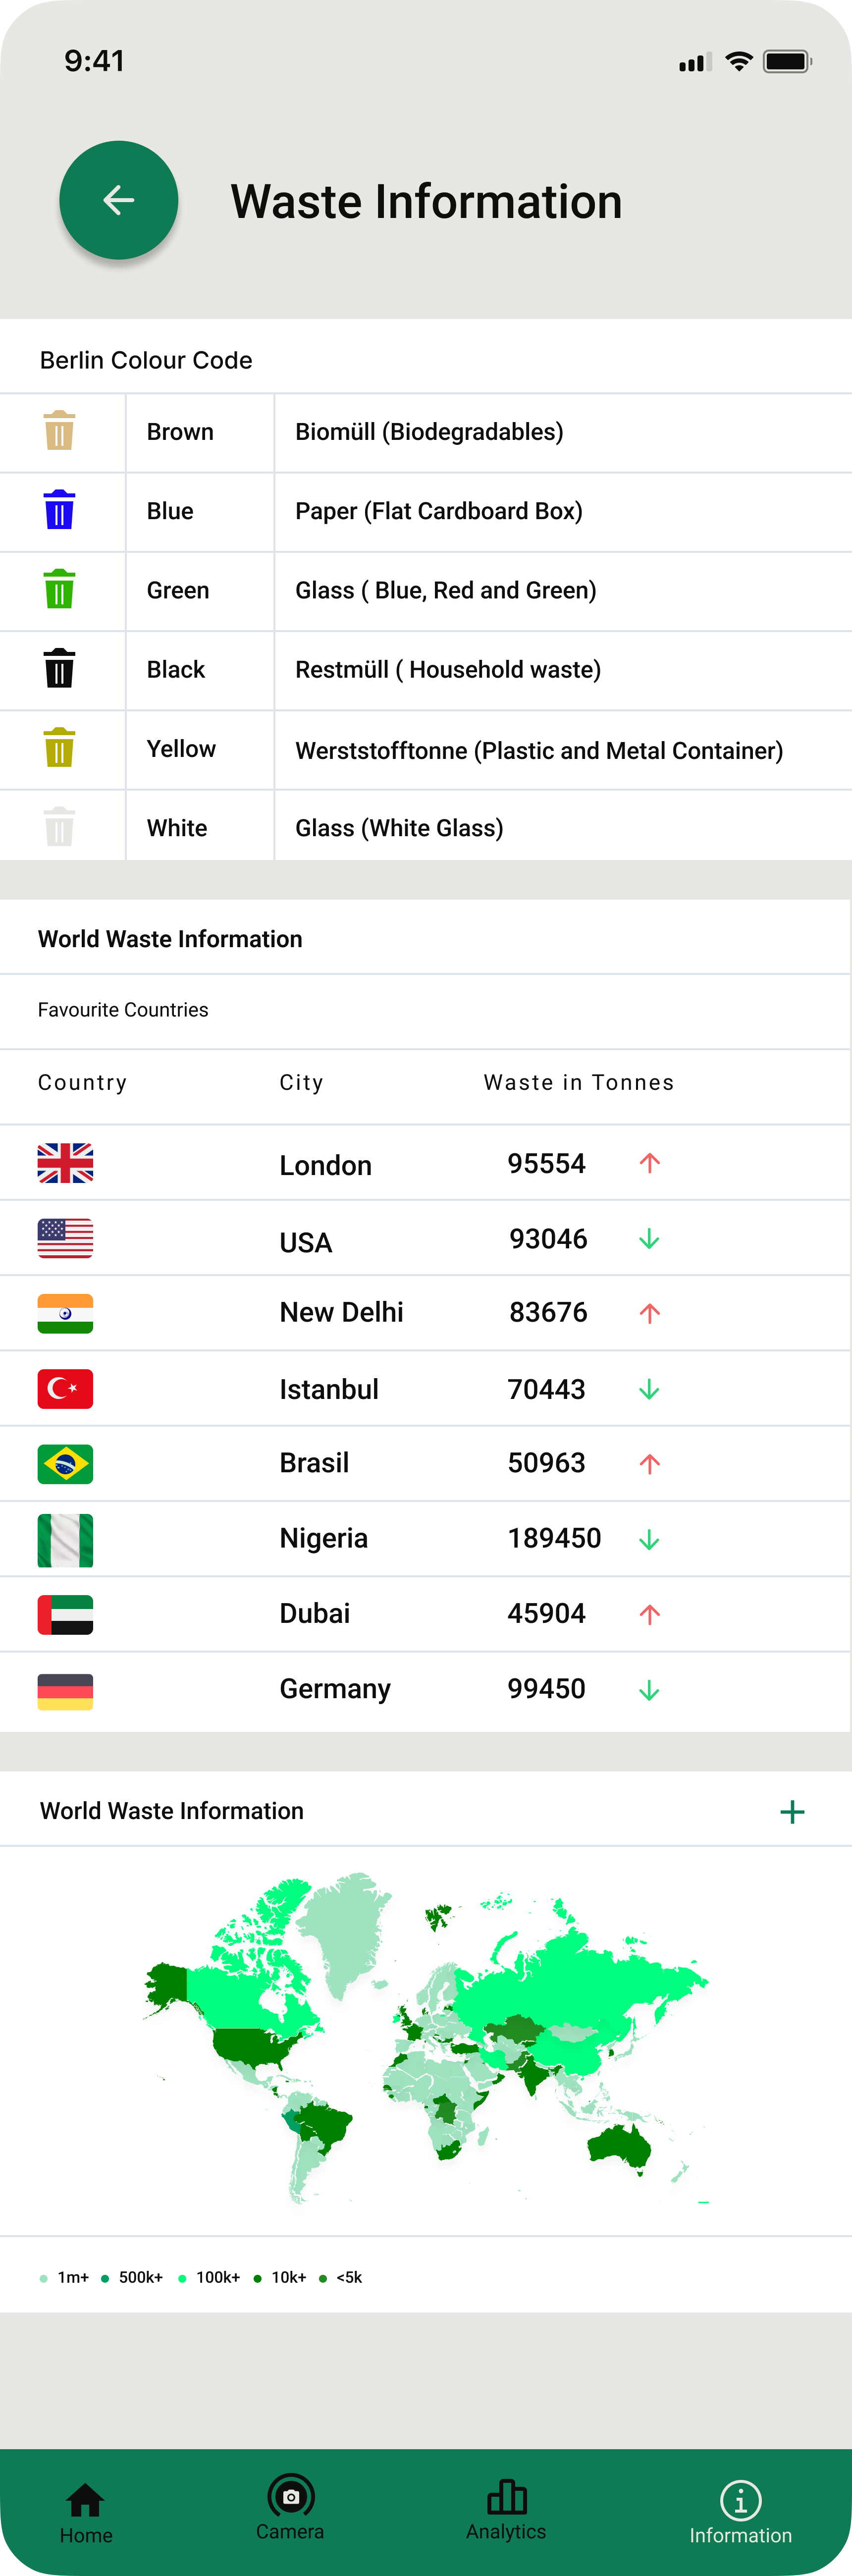 9:41
Waste Information
Berlin Colour Code
Brown Biomüll (Biodegradables)
Blue Paper (Flat Cardboard Box)
Green Glass ( Blue, Red and Green)
Black Restmüll ( Household waste)
Yellow Werststofftonne (Plastic and Metal Container)
White Glass (White Glass)
World Waste Information
Favourite Countries
Country City Waste in Tonnes
London 95554
USA 93046
New Delhi 83676
Istanbul 70443
Brasil 50963
Nigeria 189450
Dubai 45904
Germany 99450
World Waste Information
1m+ 500k+ 100k+ 10k+ <5k
Home Camera Analytics Information